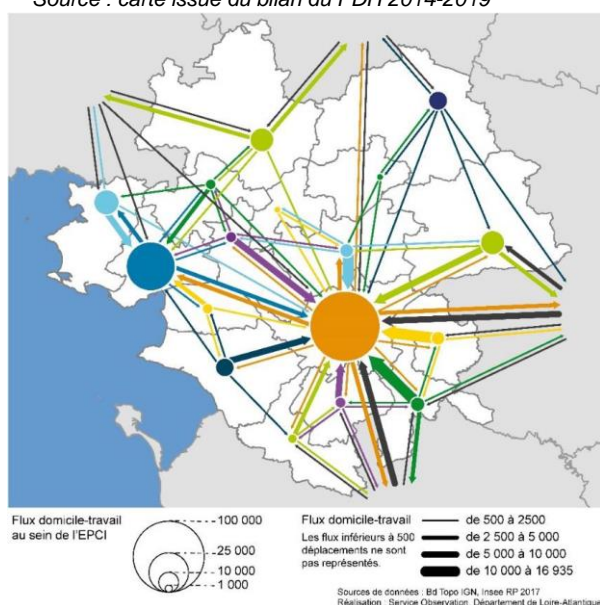 Source : carte issue du bilan du PDH 2014-2019
Flux domicile-travail
au sein de l'EPCI
100 000
25 000
10 000
1 000
Flux domicile-travail
Les flux inférieurs à 500
déplacements ne sont
pas représentés.
de 500 à 2500
de 2 500 à 5 000
de 5 000 à 10 000
de 10 000 à 16 935
Sources de données : Bd Topo IGN, Insee RP 2017
Réalisation : Service Observation, Département de Loire-Atlantique